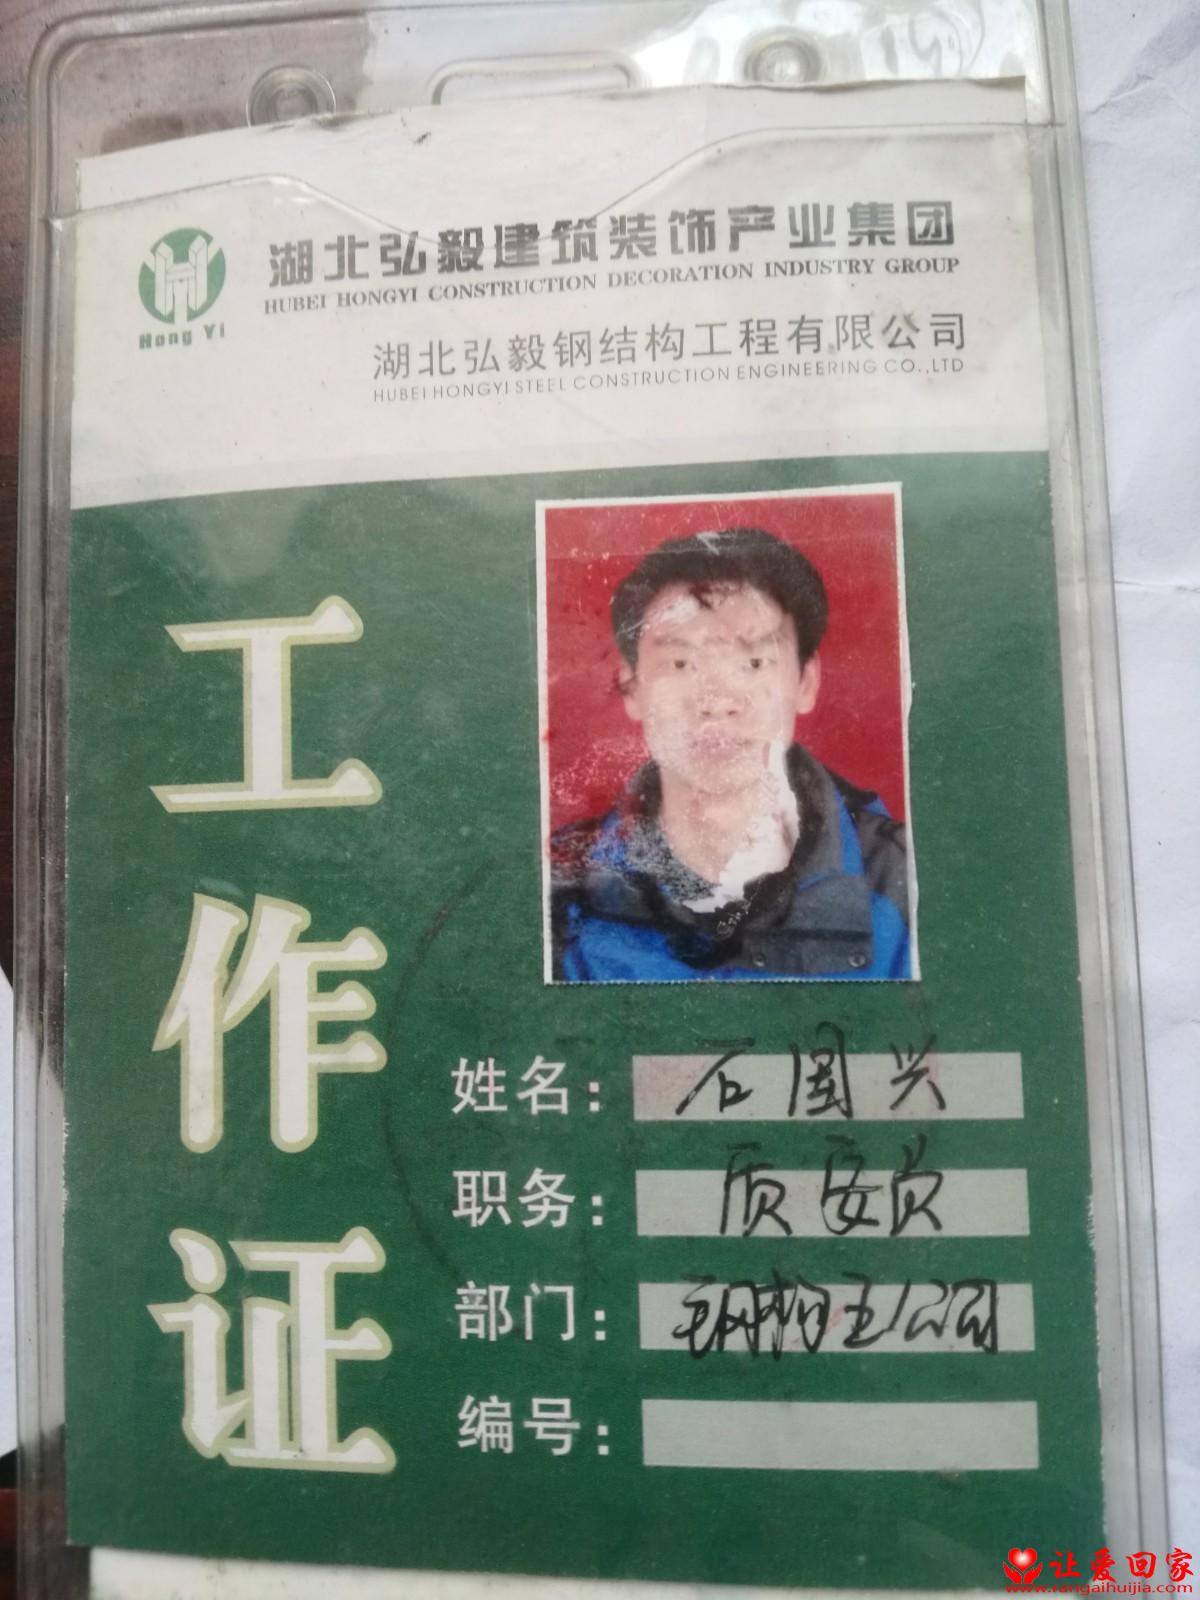 湖北弘毅建筑装饰产业集团
HUBEI HONGYI CONSTRUCTION DECORATION INDUSTRY GROUP
Hong Yi
湖北弘毅钢结构工程有限公司
HUBEI HONGYI STEEL CONSTRUCTION ENGINEERING CO.,LTD
工作证
姓名：石国兴
职务：质安员
部门：公司
编号：
让爱回家
www.rangaihuijia.com